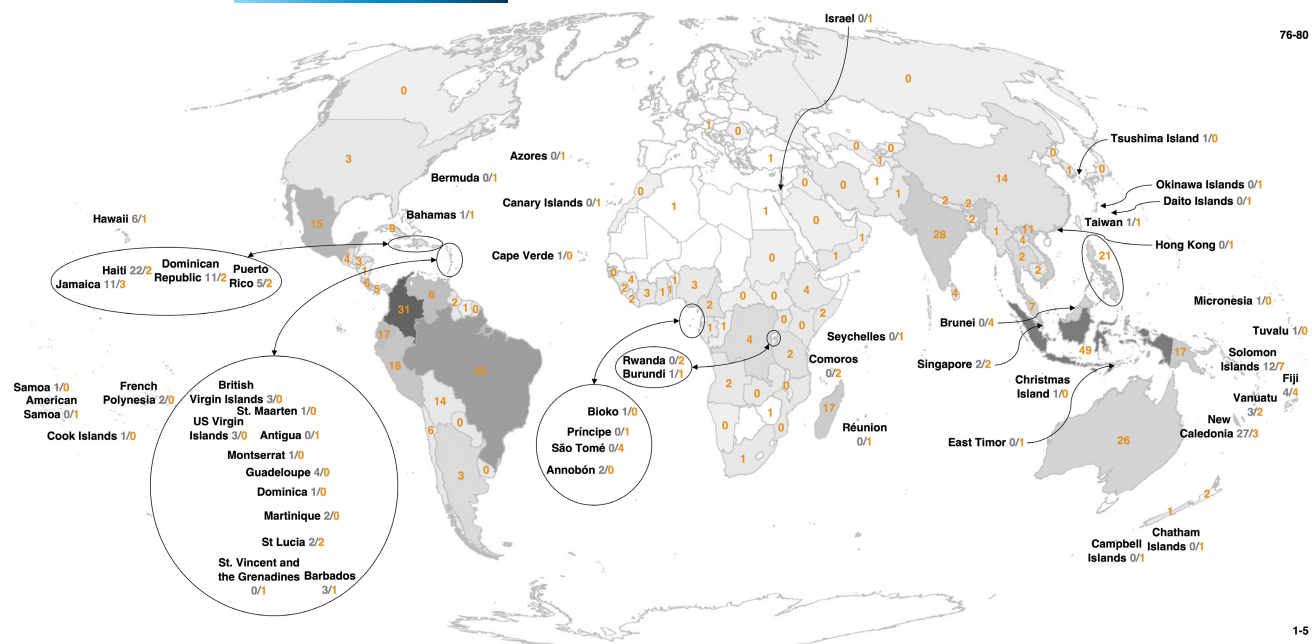 Israel 0/1
76-80
0
0
1
0
Tsushima Island 1/0
3
Azores 0/1
1
0
0
1
0
1
0
14
Bermuda 0/1
0
0
1
1
Okinawa Islands 0/1
Daito Islands 0/1
Canary Islands 0/1
0
1
1
0
2
2
2
Taiwan 1/1
Hawaii 6/1
15
Bahamas 1/1
9
28
1
11
4
Hong Kong 0/1
1
1
Cape Verde 1/0
0
2
21
Haiti 22/2
Dominican
Republic 11/2
Puerto
Rico 5/2
Jamaica 11/3
4
3
1
6
5
0
4
2
2
3
1
1
1
3
2
0
0
4
2
4
2
7
Micronesia 1/0
31
6
2
1
0
1
1
4
0
0
Seychelles 0/1
Brunei 0/4
Tuvalu 1/0
17
18
Rwanda 0/2
Burundi 1/1
2
Comoros
0/2
Singapore 2/2
49
17
Solomon
Islands 12/7
Samoa 1/0
American
Samoa 0/1
French
Polynesia 2/0
British
Virgin Islands 3/0
St. Maarten 1/0
US Virgin
Islands 3/0
Antigua 0/1
14
0
2
0
0
17
Christmas
Island 1/0
Fiji
4/4
Vanuatu
3/2
Cook Islands 1/0
Montserrat 1/0
6
Bioko 1/0
Príncipe 0/1
São Tomé 0/4
Annobón 2/0
0
1
0
Réunion
0/1
East Timor 0/1
26
New
Caledonia 27/3
Guadeloupe 4/0
Dominica 1/0
3
0
1
Martinique 2/0
2
1
St Lucia 2/2
Chatham
Islands 0/1
Campbell
Islands 0/1
St. Vincent and
the Grenadines
0/1
Barbados
3/1
1-5